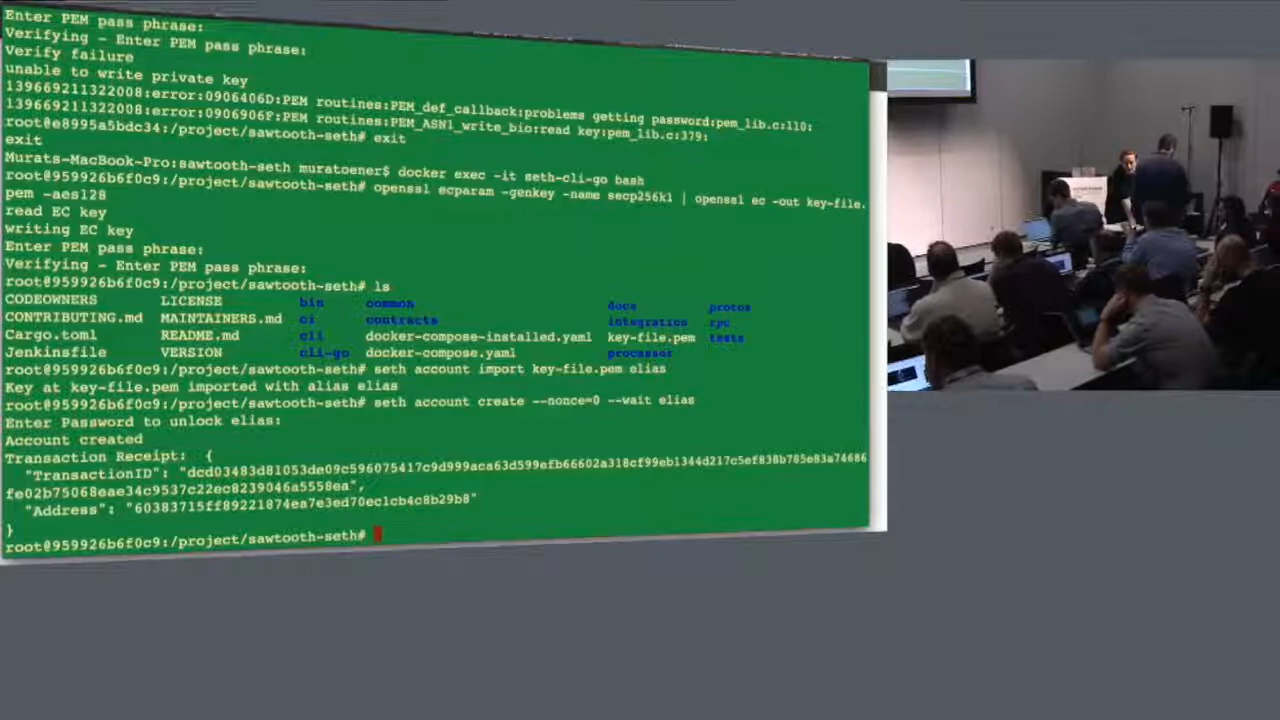 Enter PEM pass phrase:
Verifying - Enter PEM pass phrase:
Verify failure
unable to write private key
139669211322008:error:0906406D:PEM routines:PEM_def_callback:problems getting password:pem_lib.c:110:
139669211322008:error:0906906F:PEM routines:PEM_ASN1_write_bio:read key:pem_lib.c:379:
root@e8995a5bdc34:/project/sawtooth-seth# exit
exit
Murats-MacBook-Pro:sawtooth-seth muratoener$ docker exec -it seth-cli-go bash
root@959926b6f0c9:/project/sawtooth-seth# openssl ecparam -genkey -name secp256k1 | openssl ec -out key-file.
pem -aes128
read EC key
writing EC key
Enter PEM pass phrase:
Verifying - Enter PEM pass phrase:
root@959926b6f0c9:/project/sawtooth-seth# ls
CODEOWNERS LICENSE bin common docs protos
CONTRIBUTING.md MAINTAINERS.md ci contracts integration rpc
Cargo.toml README.md cli docker-compose-installed.yaml key-file.pem tests
Jenkinsfile VERSION cli-go docker-compose.yaml processor
root@959926b6f0c9:/project/sawtooth-seth# seth account import key-file.pem elias
Key at key-file.pem imported with alias elias
root@959926b6f0c9:/project/sawtooth-seth# seth account create --nonce=0 --wait elias
Enter Password to unlock elias:
Account created
Transaction Receipt: {
"TransactionID": "dcd03483d81053de09c596075417c9d999aca63d599efb66602a318cf99eb1344d217c5ef838b785e83a74686
fe02b75068eae34c9537c22ec8239046a5558ea",
"Address": "60383715ff89221874ea7e3ed70ec1cb4c8b29b8"
}
root@959926b6f0c9:/project/sawtooth-seth#